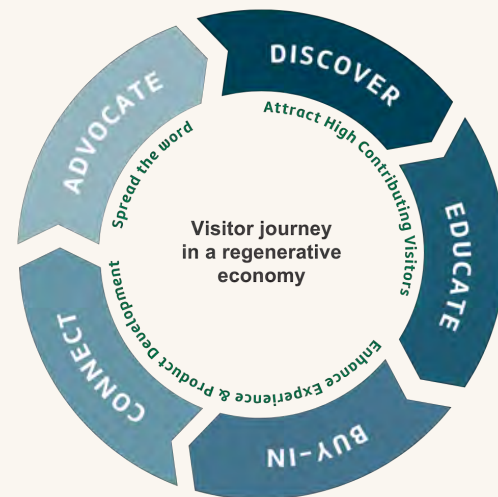 DISCOVER
EDUCATE
BUY-IN
CONNECT
ADVOCATE
Attract High Contributing Visitors
Enhance Experience & Product Development
Spread the word
Visitor journey
in a regenerative
economy